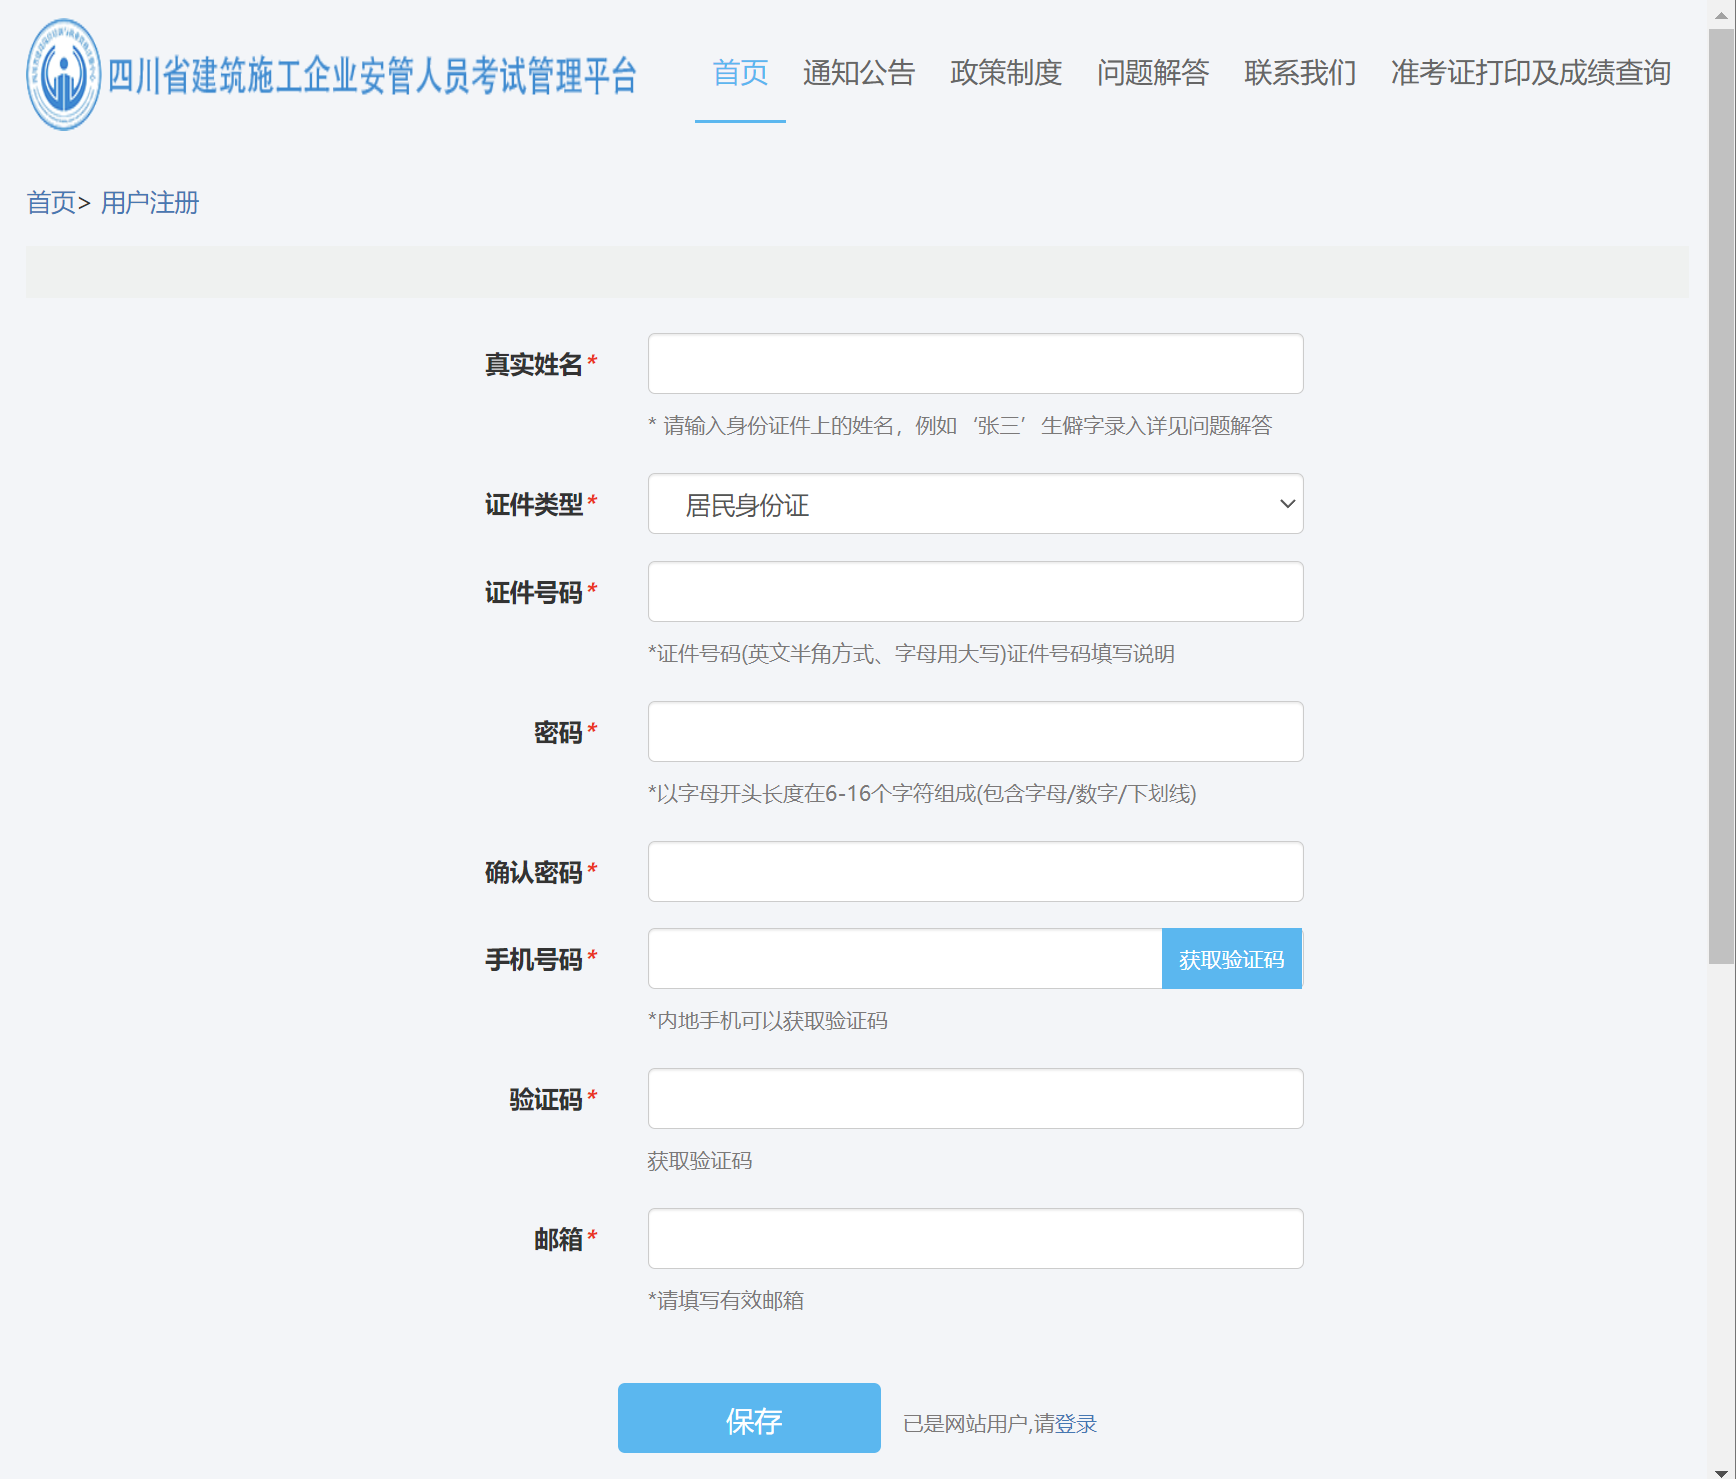 四川省建筑施工企业安管人员考试管理平台
首页 通知公告 政策制度 问题解答 联系我们 准考证打印及成绩查询
首页> 用户注册
真实姓名*
* 请输入身份证件上的姓名，例如‘张三’生僻字录入详见问题解答
证件类型* 居民身份证
证件号码*
*证件号码(英文半角方式、字母用大写)证件号码填写说明
密码*
*以字母开头长度在6-16个字符组成(包含字母/数字/下划线)
确认密码*
手机号码* 获取验证码
*内地手机可以获取验证码
验证码*
获取验证码
邮箱*
*请填写有效邮箱
保存 已是网站用户,请登录